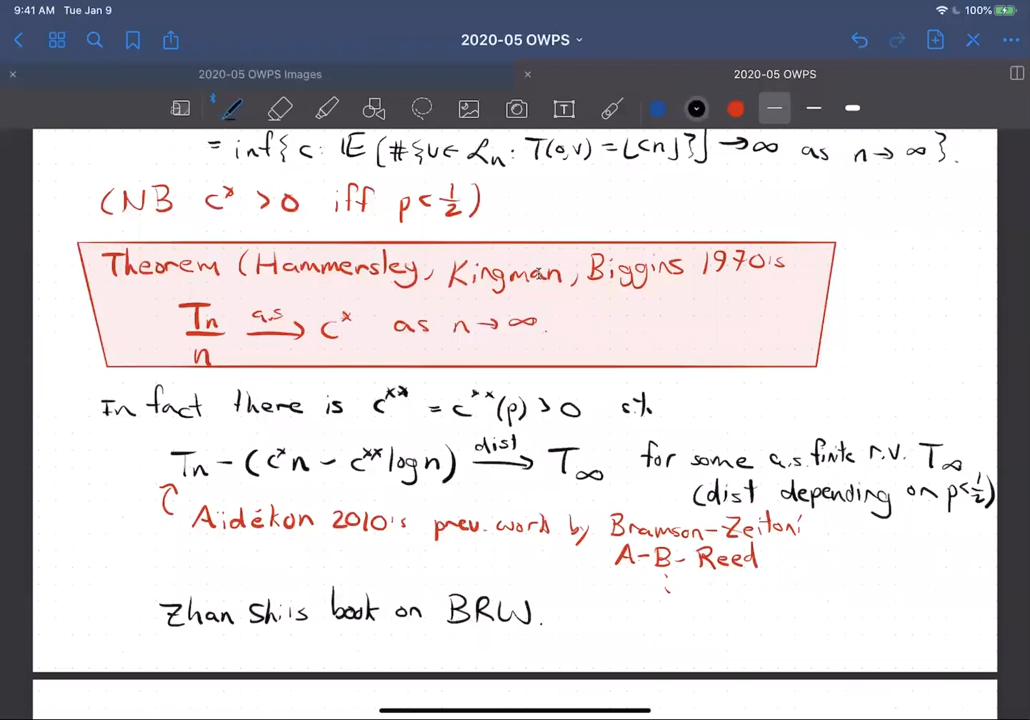 9:41 AM Tue Jan 9
100%
2020-05 OWPS
2020-05 OWPS Images
2020-05 OWPS
= inf{ c: 𝔼[#{v∈ 𝓛n: T(0,v) = ⌊cn⌋}] → ∞ as n→∞}.
(NB c* >0 iff p<1/2)
Theorem (Hammersley, Kingman, Biggins 1970's
Tn/n a.s→ c* as n→∞.
In fact there is c** = c**(p) >0 s%
Tn - (c*n - c**logn) dist→ T∞ for some a.s. finite r.v. T∞
(dist depending on p<1/2)
Aïdékon 2010's prev. work by Bramson-Zeitouni
A-B-Reed
Zhan Shi's book on BRW.